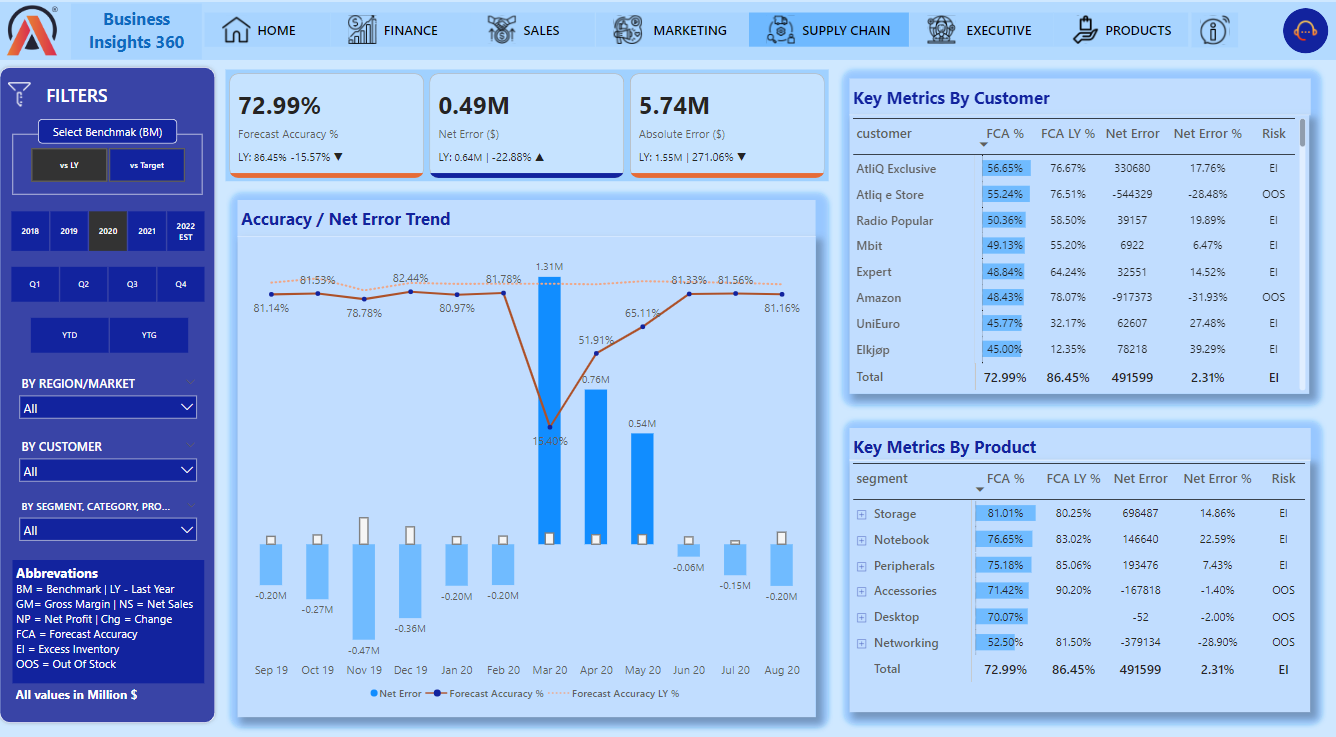 Business
Insights 360
HOME
FINANCE
SALES
MARKETING
SUPPLY CHAIN
EXECUTIVE
PRODUCTS
FILTERS
Select Benchmak (BM)
vs LY
vs Target
2018 2019 2020 2021 2022 EST
Q1 Q2 Q3 Q4
YTD YTG
BY REGION/MARKET
All
BY CUSTOMER
All
BY SEGMENT, CATEGORY, PRO...
All
Abbrevations
BM = Benchmark | LY - Last Year
GM= Gross Margin | NS = Net Sales
NP = Net Profit | Chg = Change
FCA = Forecast Accuracy
EI = Excess Inventory
OOS = Out Of Stock
All values in Million $
72.99%
Forecast Accuracy %
LY: 86.45% -15.57% ▼
0.49M
Net Error ($)
LY: 0.64M | -22.88% ▲
5.74M
Absolute Error ($)
LY: 1.55M | 271.06% ▼
Accuracy / Net Error Trend
1.31M
81.53% 82.44% 81.78% 81.33% 81.56%
81.14% 78.78% 80.97% 65.11% 81.16%
51.91%
0.76M
0.54M
15.40%
-0.06M
-0.15M
-0.20M -0.27M -0.47M -0.36M -0.20M -0.20M -0.20M
Sep 19 Oct 19 Nov 19 Dec 19 Jan 20 Feb 20 Mar 20 Apr 20 May 20 Jun 20 Jul 20 Aug 20
Net Error Forecast Accuracy % Forecast Accuracy LY %
Key Metrics By Customer
customer FCA % FCA LY % Net Error Net Error % Risk
AtliQ Exclusive 56.65% 76.67% 330680 17.76% EI
Atliq e Store 55.24% 76.51% -544329 -28.48% OOS
Radio Popular 50.36% 58.50% 39157 19.89% EI
Mbit 49.13% 55.20% 6922 6.47% EI
Expert 48.84% 64.24% 32551 14.52% EI
Amazon 48.43% 78.07% -917373 -31.93% OOS
UniEuro 45.77% 32.17% 62607 27.48% EI
Elkjøp 45.00% 12.35% 78218 39.29% EI
Total 72.99% 86.45% 491599 2.31% EI
Key Metrics By Product
segment FCA % FCA LY % Net Error Net Error % Risk
Storage 81.01% 80.25% 698487 14.86% EI
Notebook 76.65% 83.02% 146640 22.59% EI
Peripherals 75.18% 85.06% 193476 7.43% EI
Accessories 71.42% 90.20% -167818 -1.40% OOS
Desktop 70.07% -52 -2.00% OOS
Networking 52.50% 81.50% -379134 -28.90% OOS
Total 72.99% 86.45% 491599 2.31% EI